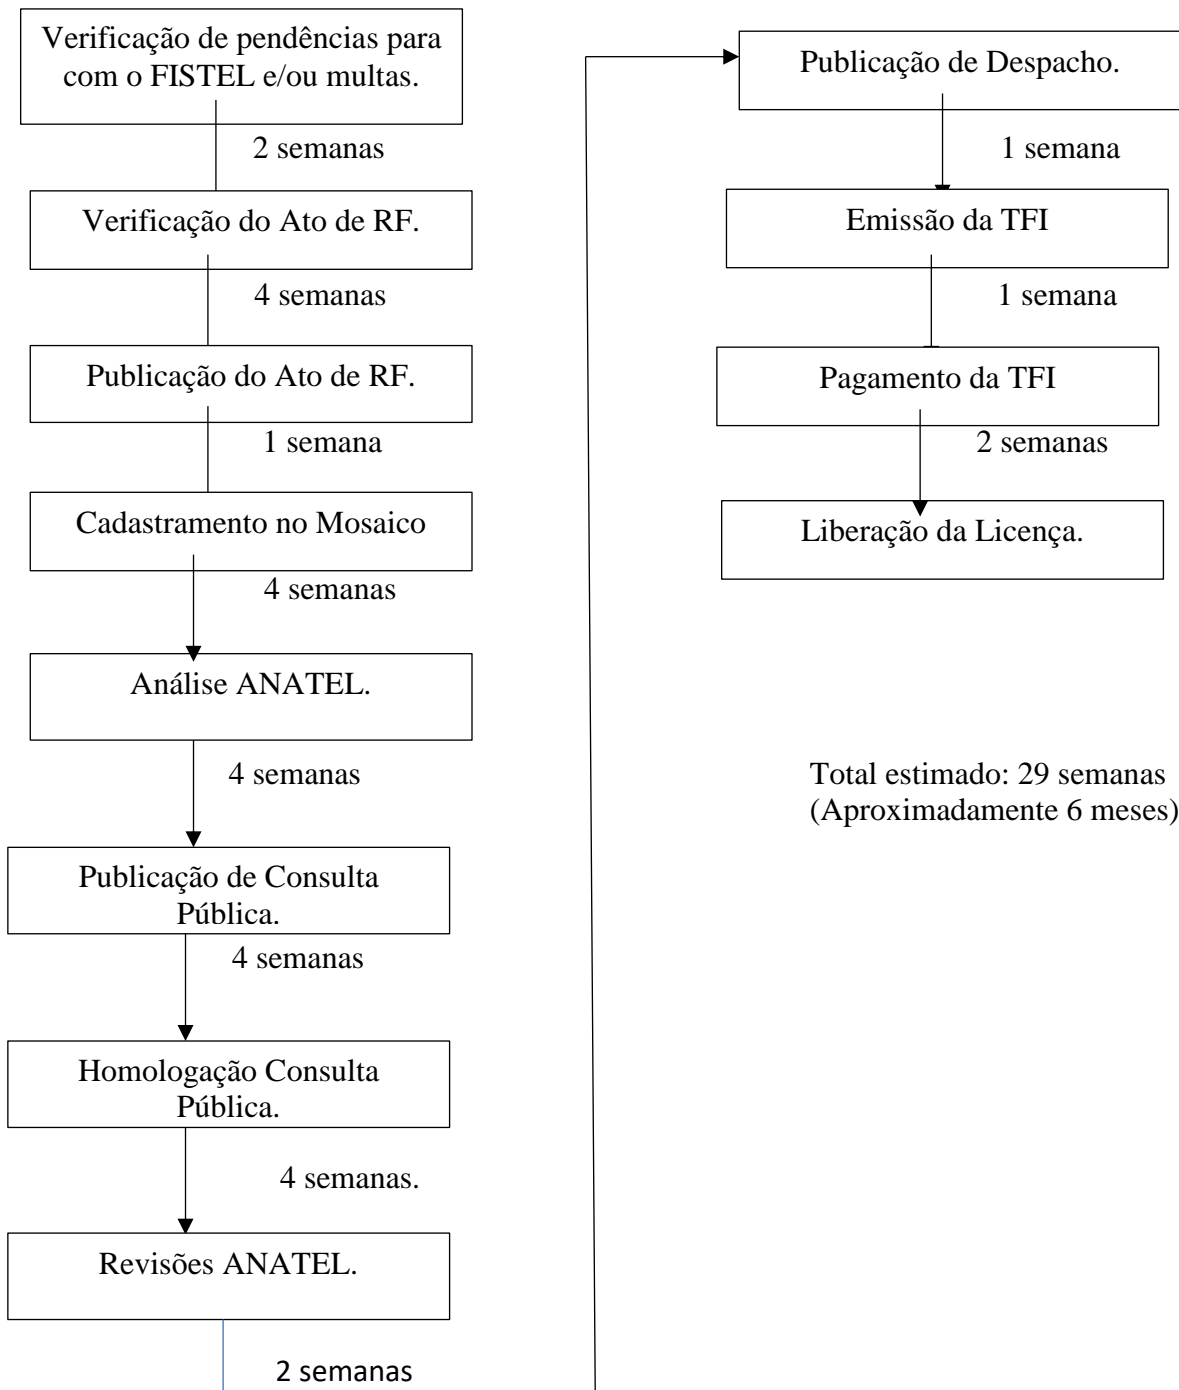 Verificação de pendências para
com o FISTEL e/ou multas.
2 semanas
Verificação do Ato de RF.
4 semanas
Publicação do Ato de RF.
1 semana
Cadastramento no Mosaico
4 semanas
Análise ANATEL.
4 semanas
Publicação de Consulta
Pública.
4 semanas
Homologação Consulta
Pública.
4 semanas.
Revisões ANATEL.
2 semanas
Publicação de Despacho.
1 semana
Emissão da TFI
1 semana
Pagamento da TFI
2 semanas
Liberação da Licença.
Total estimado: 29 semanas
(Aproximadamente 6 meses)